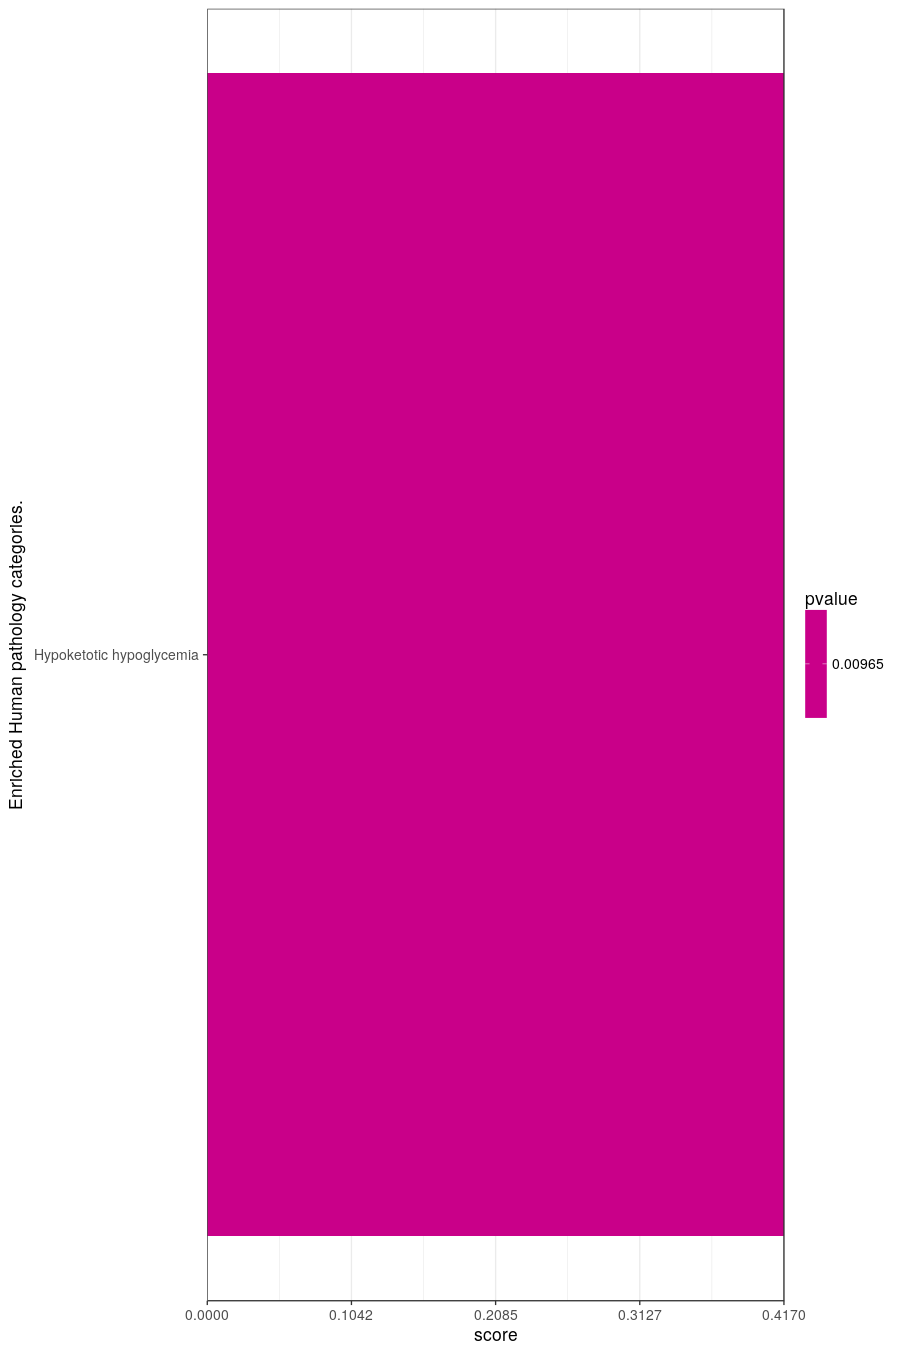 Enriched Human pathology categories.
Hypoketotic hypoglycemia
0.0000 0.1042 0.2085 0.3127 0.4170
score
pvalue
0.00965